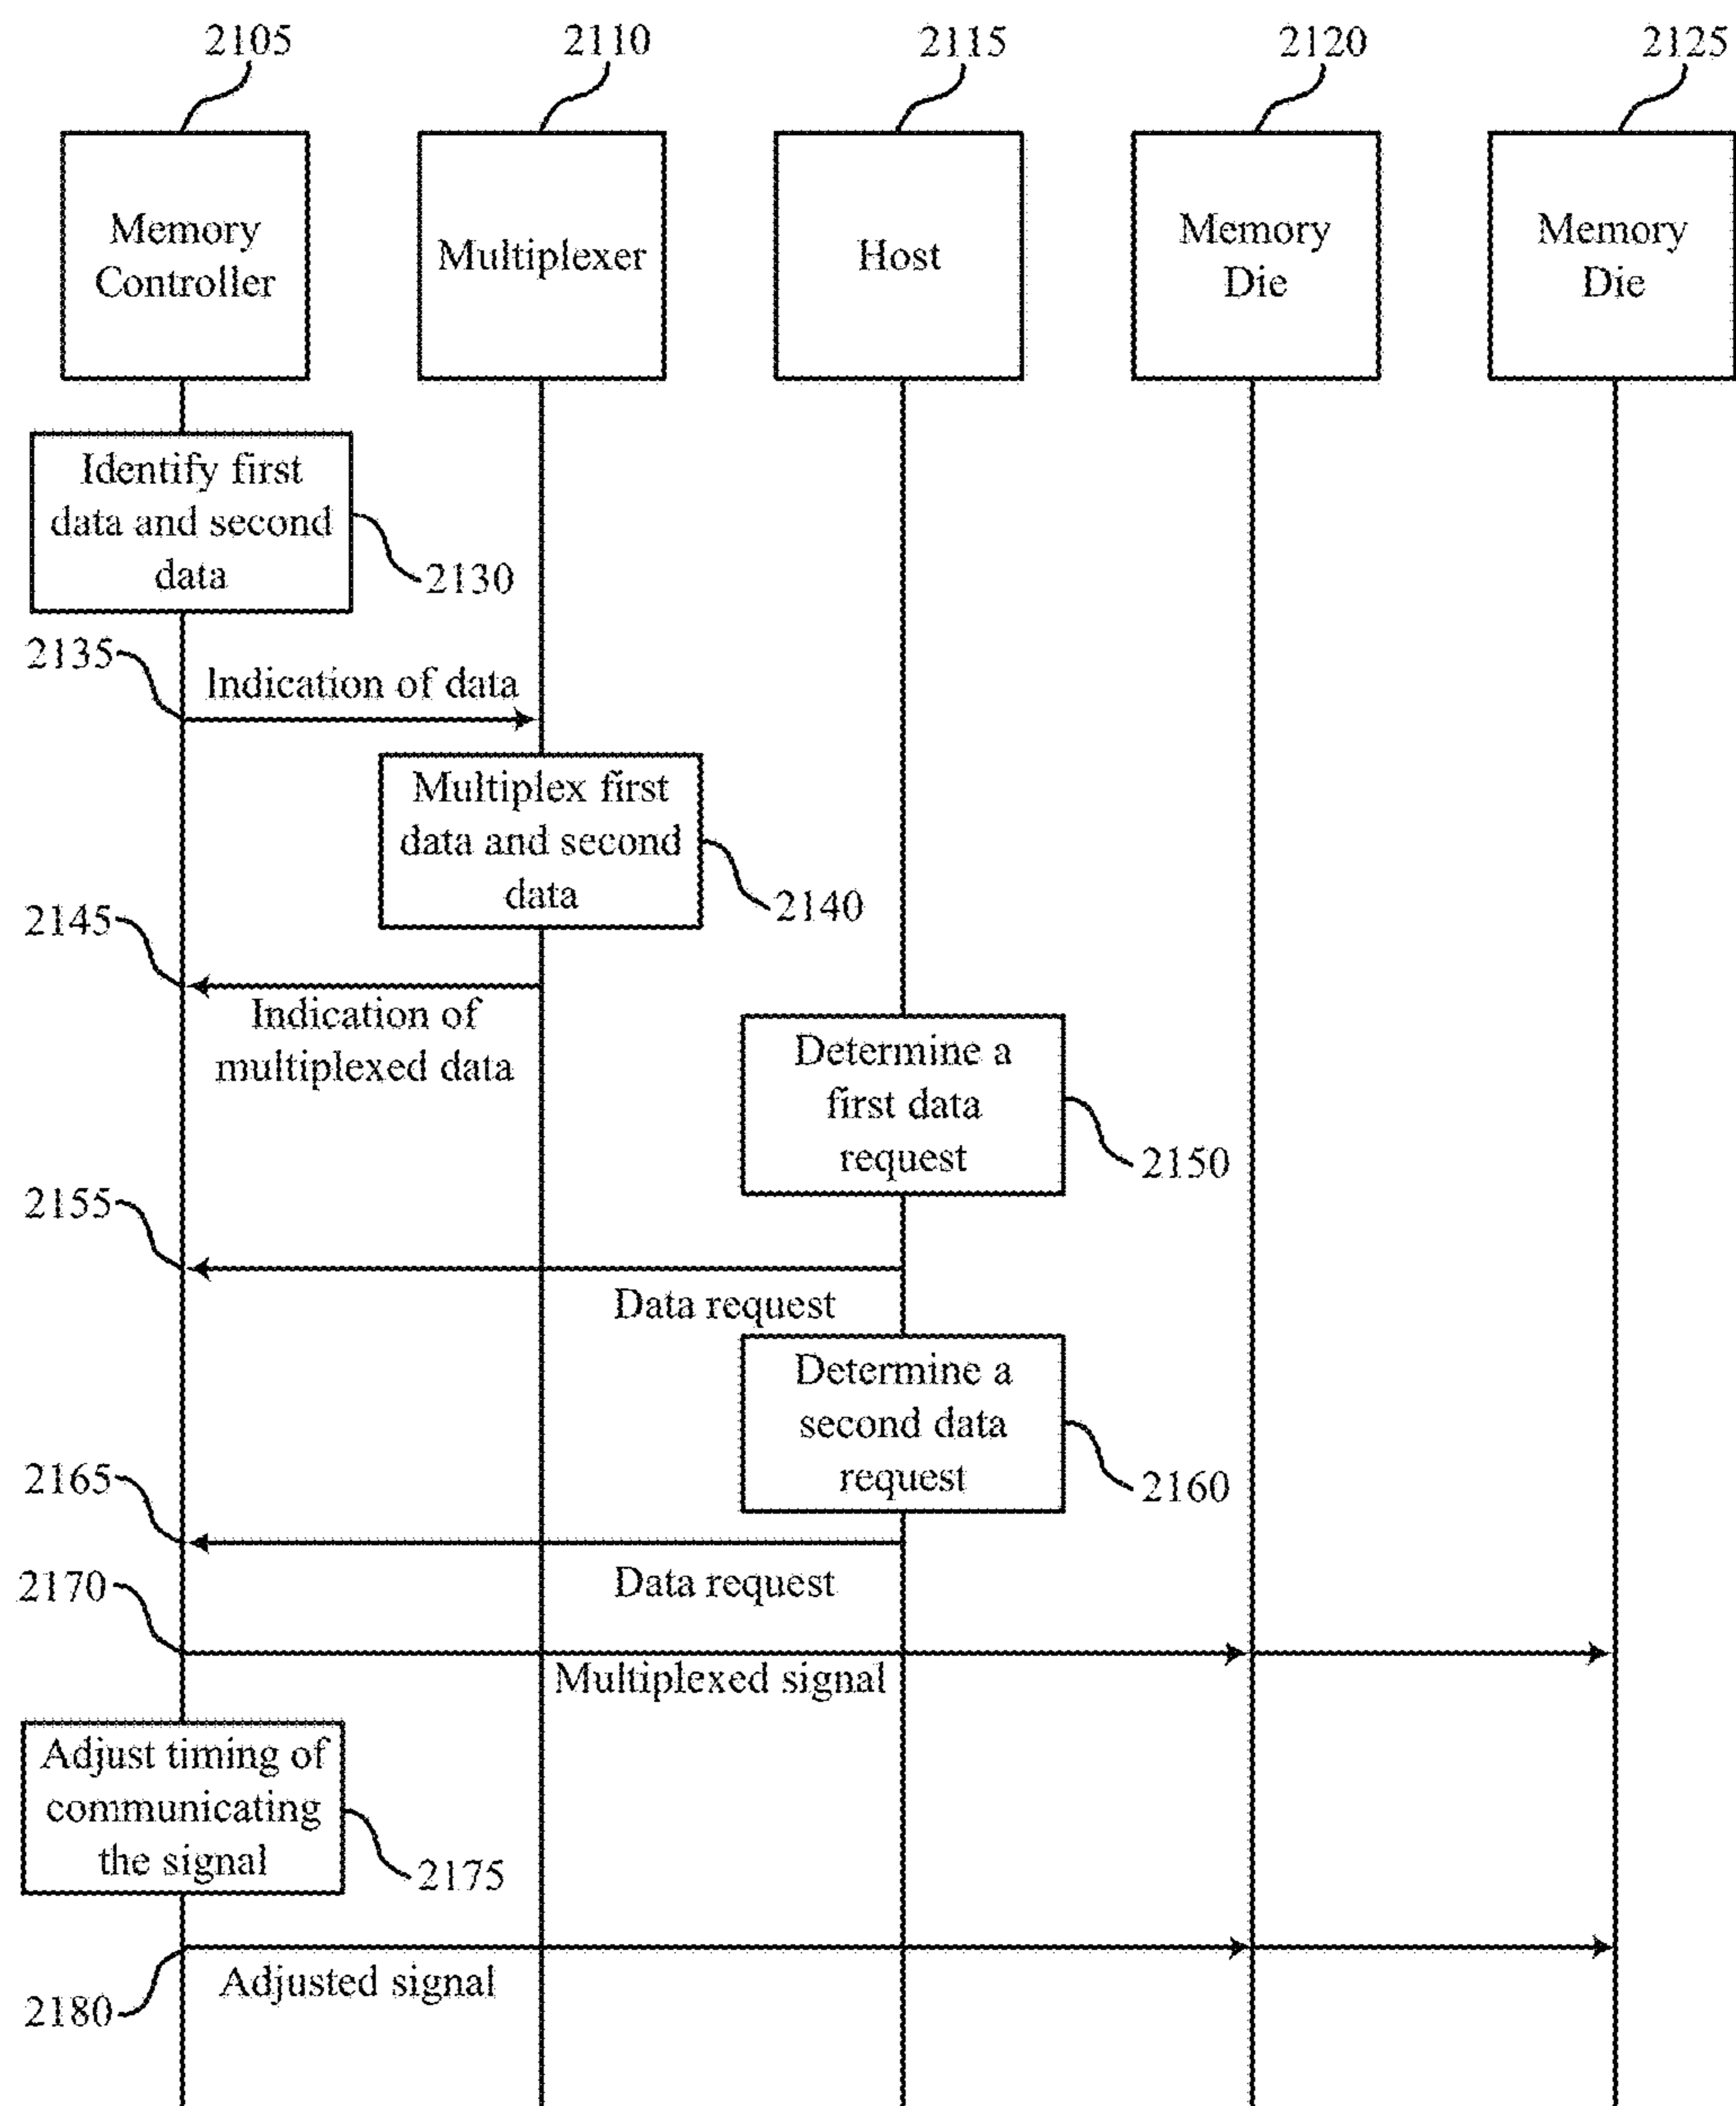 2105
2110
2115
2120
2125
Memory
Controller
Multiplexer
Host
Memory
Die
Memory
Die
Identify first
data and second
data
2130
2135
Indication of data
Multiplex first
data and second
data
2140
2145
Indication of
multiplexed data
Determine a
first data
request
2150
2155
Data request
Determine a
second data
request
2160
2165
Data request
2170
Multiplexed signal
Adjust timing of
communicating
the signal
2175
Adjusted signal
2180